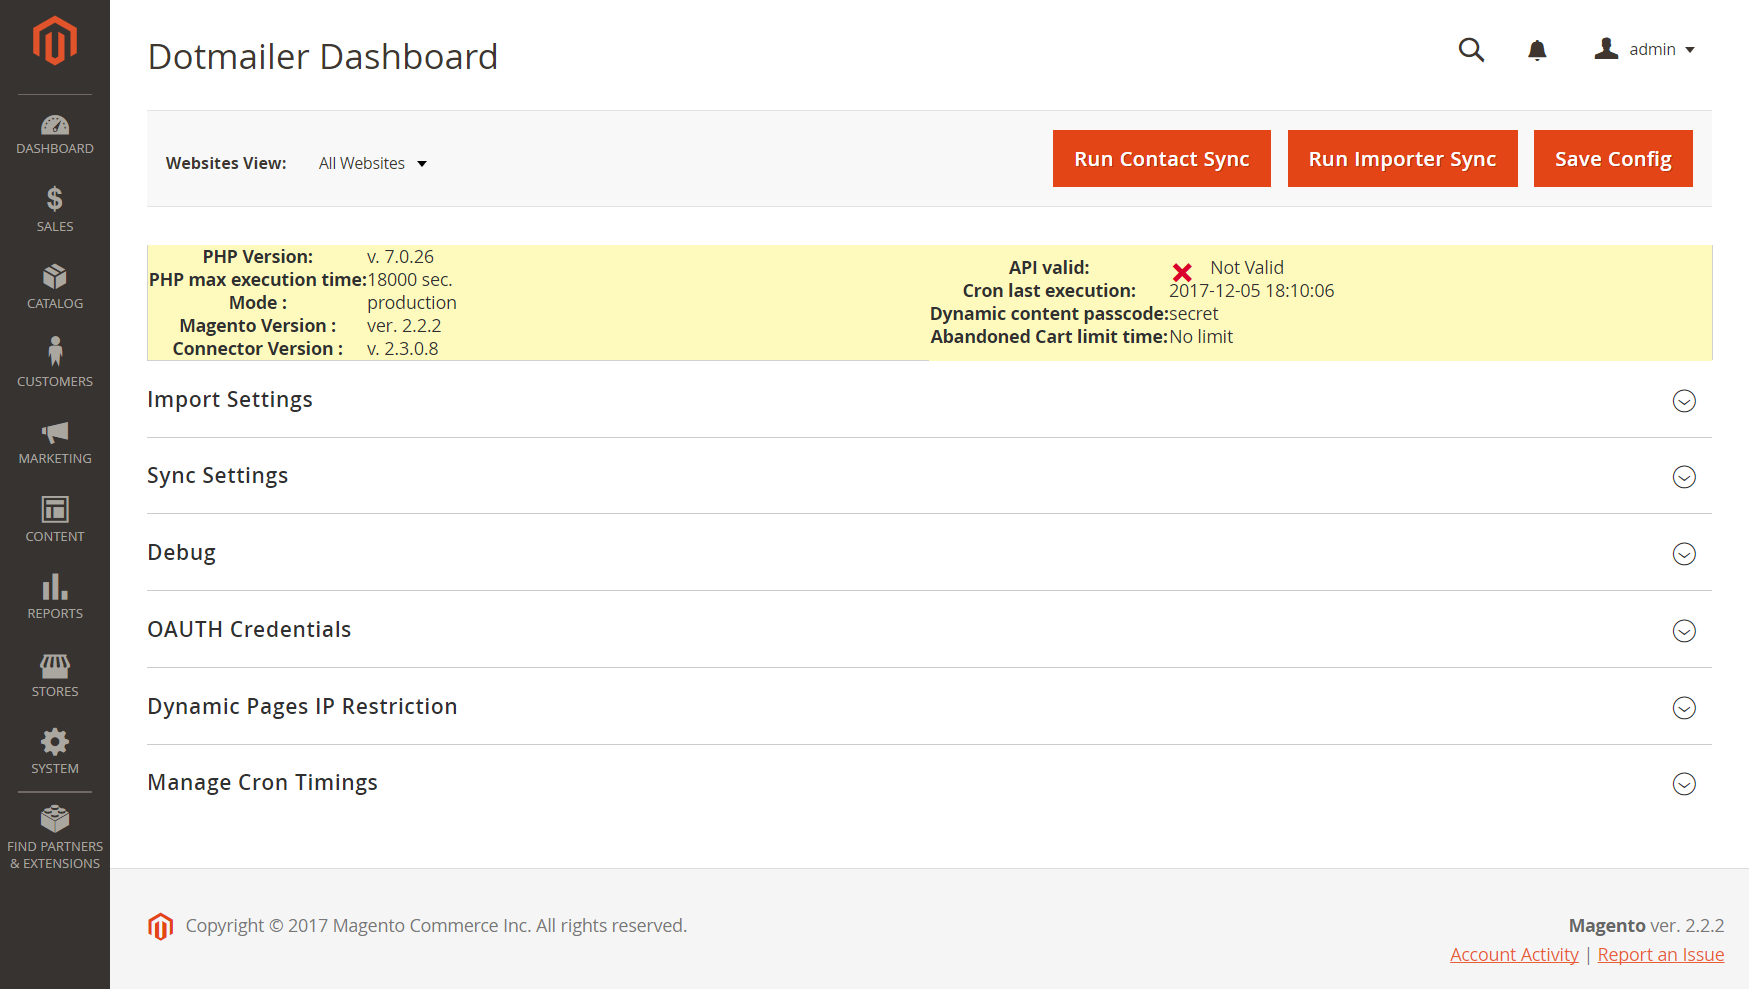 Dotmailer Dashboard
admin
DASHBOARD
SALES
CATALOG
CUSTOMERS
MARKETING
CONTENT
REPORTS
STORES
SYSTEM
FIND PARTNERS
& EXTENSIONS
Websites View: All Websites
Run Contact Sync
Run Importer Sync
Save Config
PHP Version: v. 7.0.26
PHP max execution time: 18000 sec.
Mode : production
Magento Version : ver. 2.2.2
Connector Version : v. 2.3.0.8
API valid: Not Valid
Cron last execution: 2017-12-05 18:10:06
Dynamic content passcode: secret
Abandoned Cart limit time: No limit
Import Settings
Sync Settings
Debug
OAUTH Credentials
Dynamic Pages IP Restriction
Manage Cron Timings
Copyright © 2017 Magento Commerce Inc. All rights reserved.
Magento ver. 2.2.2
Account Activity | Report an Issue